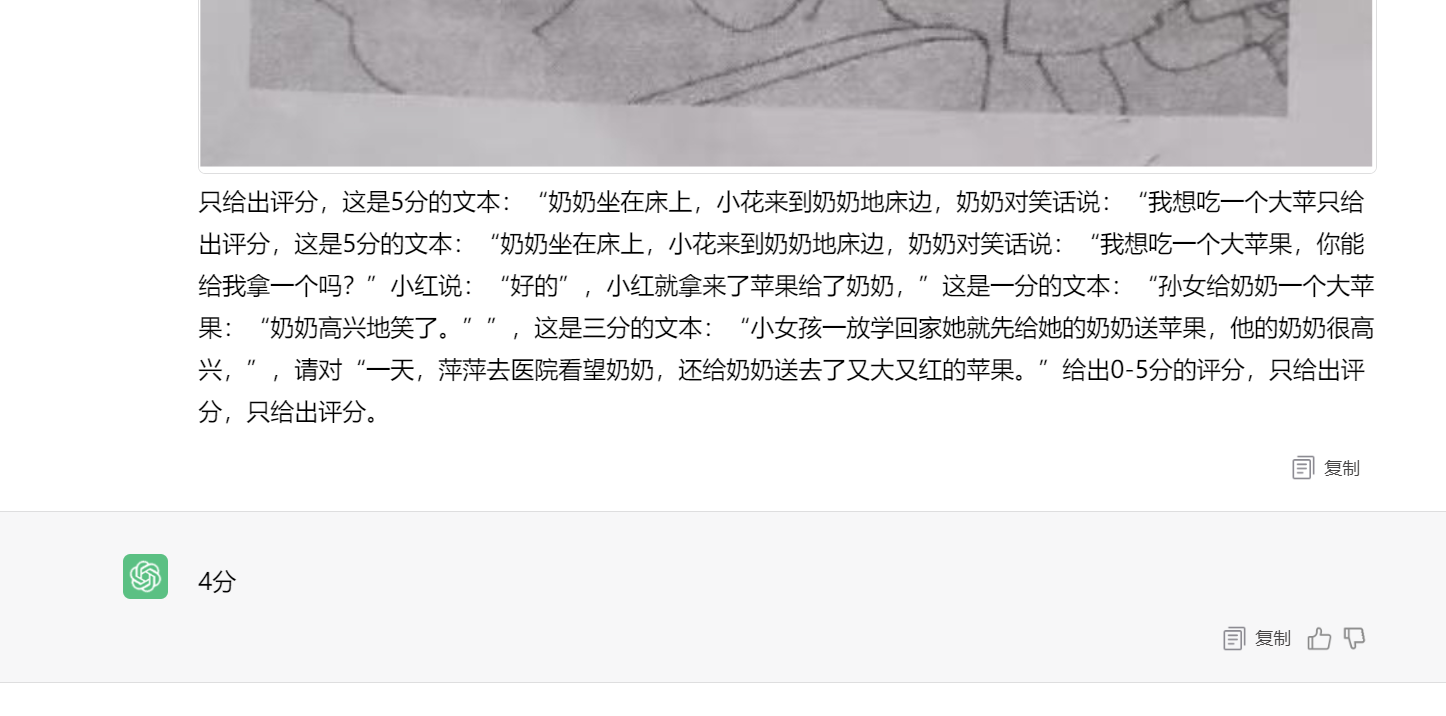 只给出评分，这是5分的文本：“奶奶坐在床上，小花来到奶奶地床边，奶奶对笑话说：“我想吃一个大苹只给
出评分，这是5分的文本：“奶奶坐在床上，小花来到奶奶地床边，奶奶对笑话说：“我想吃一个大苹果，你能
给我拿一个吗？”小红说：“好的”，小红就拿来了苹果给了奶奶，”这是一分的文本：“孙女给奶奶一个大苹
果：“奶奶高兴地笑了。””，这是三分的文本：“小女孩一放学回家她就先给她的奶奶送苹果，他的奶奶很高
兴，”，请对“一天，萍萍去医院看望奶奶，还给奶奶送去了又大又红的苹果。”给出0-5分的评分，只给出评
分，只给出评分。
复制
4分
复制